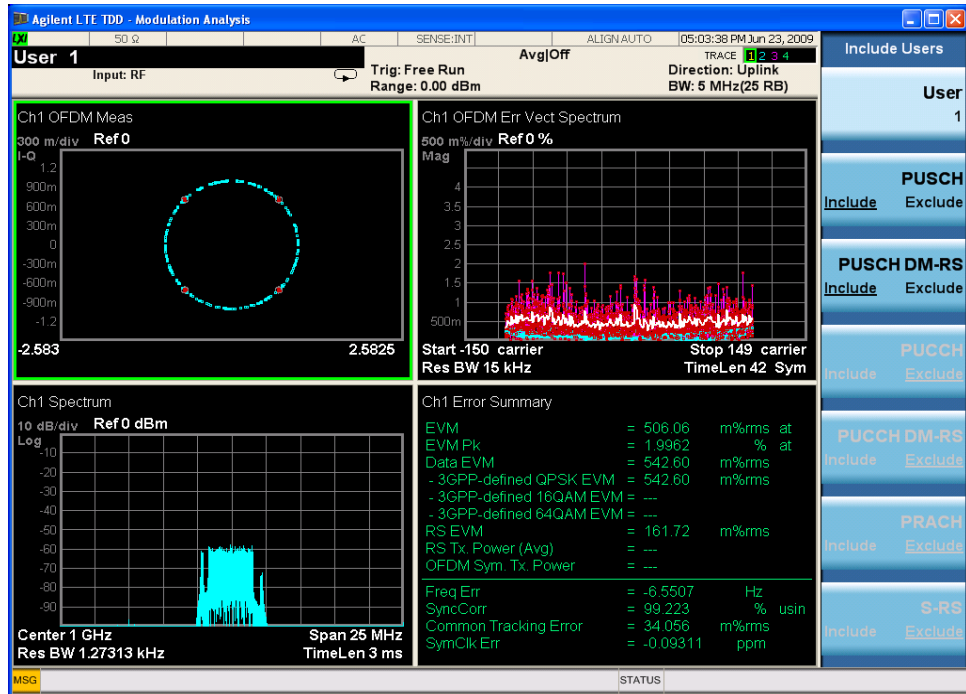 Agilent LTE TDD - Modulation Analysis
LXI 50 Ω AC SENSE:INT ALIGN AUTO 05:03:38 PM Jun 23, 2009
User 1
Avg|Off
TRACE 1 2 3 4
Input: RF
Trig: Free Run
Direction: Uplink
Range: 0.00 dBm
BW: 5 MHz(25 RB)
Ch1 OFDM Meas
300 m/div Ref 0
I-Q
1.2
900m
600m
300m
0
-300m
-600m
-900m
-1.2
-2.583 2.5825
Ch1 OFDM Err Vect Spectrum
500 m%/div Ref 0 %
Mag
4
3.5
3
2.5
2
1.5
1
500m
Start -150 carrier Stop 149 carrier
Res BW 15 kHz TimeLen 42 Sym
Ch1 Spectrum
10 dB/div Ref 0 dBm
Log
-10
-20
-30
-40
-50
-60
-70
-80
-90
Center 1 GHz Span 25 MHz
Res BW 1.27313 kHz TimeLen 3 ms
Ch1 Error Summary
EVM = 506.06 m%rms at
EVM Pk = 1.9962 % at
Data EVM = 542.60 m%rms
- 3GPP-defined QPSK EVM = 542.60 m%rms
- 3GPP-defined 16QAM EVM = ---
- 3GPP-defined 64QAM EVM = ---
RS EVM = 161.72 m%rms
RS Tx. Power (Avg) = ---
OFDM Sym. Tx. Power = ---
Freq Err = -6.5507 Hz
SyncCorr = 99.223 % usin
Common Tracking Error = 34.056 m%rms
SymClk Err = -0.09311 ppm
Include Users
User
1
PUSCH
Include Exclude
PUSCH DM-RS
Include Exclude
PUCCH
Include Exclude
PUCCH DM-RS
Include Exclude
PRACH
Include Exclude
S-RS
Include Exclude
MSG STATUS